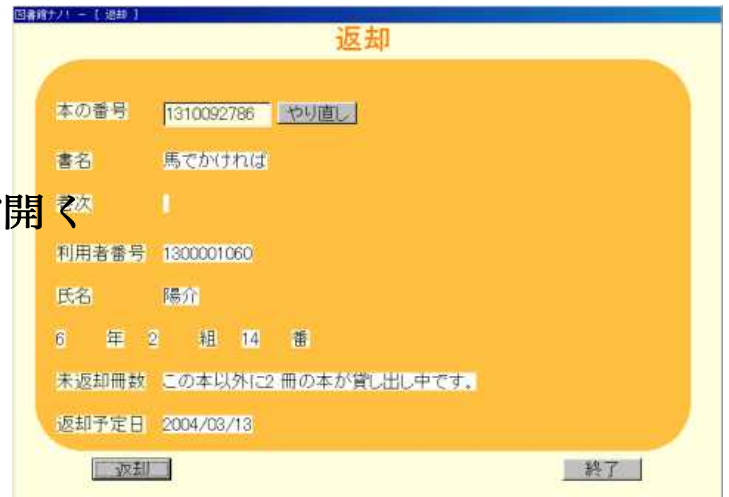 図書館ナノ! － [ 返却 ]
返却
本の番号 1310092786 やり直し
書名 馬でかければ
巻次
開く
利用者番号 1300001060
氏名 陽介
6 年 2 組 14 番
未返却冊数 この本以外に2 冊の本が貸し出し中です。
返却予定日 2004/03/13
返却 終了